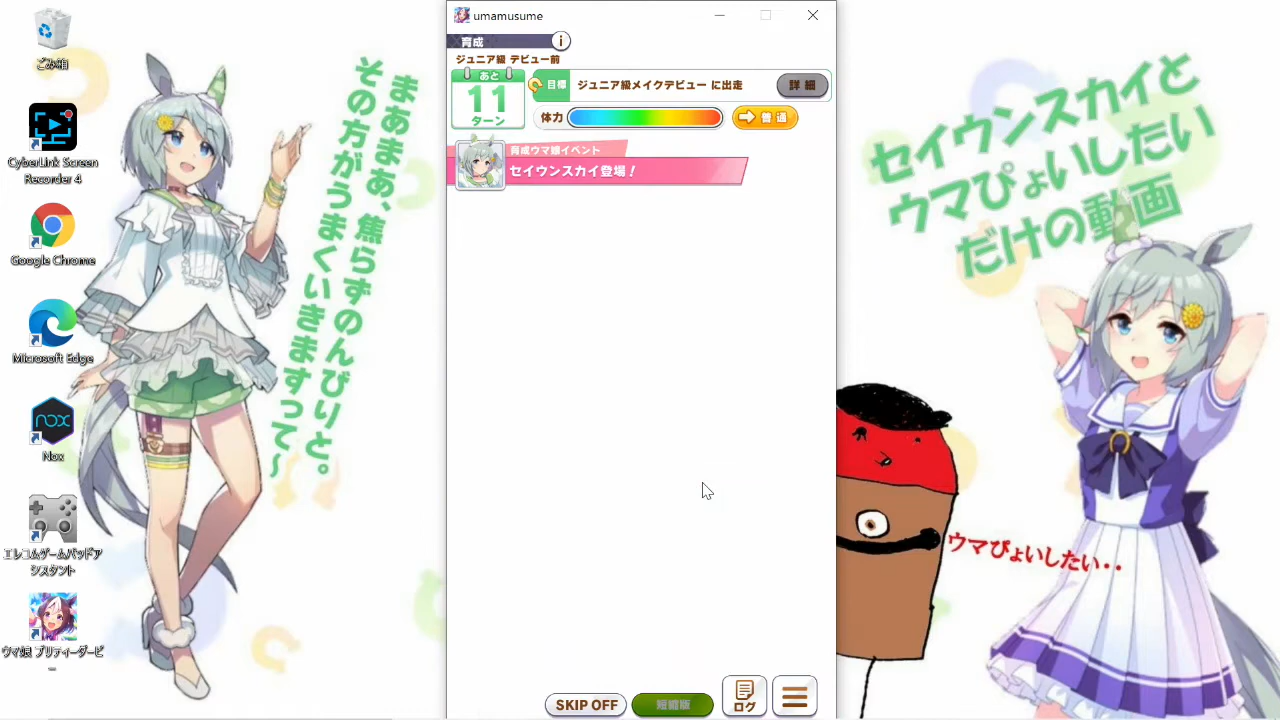 ごみ箱
CyberLink Screen
Recorder 4
Google Chrome
Microsoft Edge
Nox
エレコムゲームパッドア
シスタント
ウマ娘 プリティーダービ
ー
まあまあ、焦らずのんびりと。
その方がうまくいきますって～
umamusume
育成
i
ジュニア級 デビュー前
あと
11
ターン
目標
ジュニア級メイクデビュー に出走
詳細
体力
普通
育成ウマ娘イベント
セイウンスカイ登場！
SKIP OFF
短縮版
ログ
セイウンスカイと
ウマぴょいしたい
だけの動画
ウマぴょいしたい・・